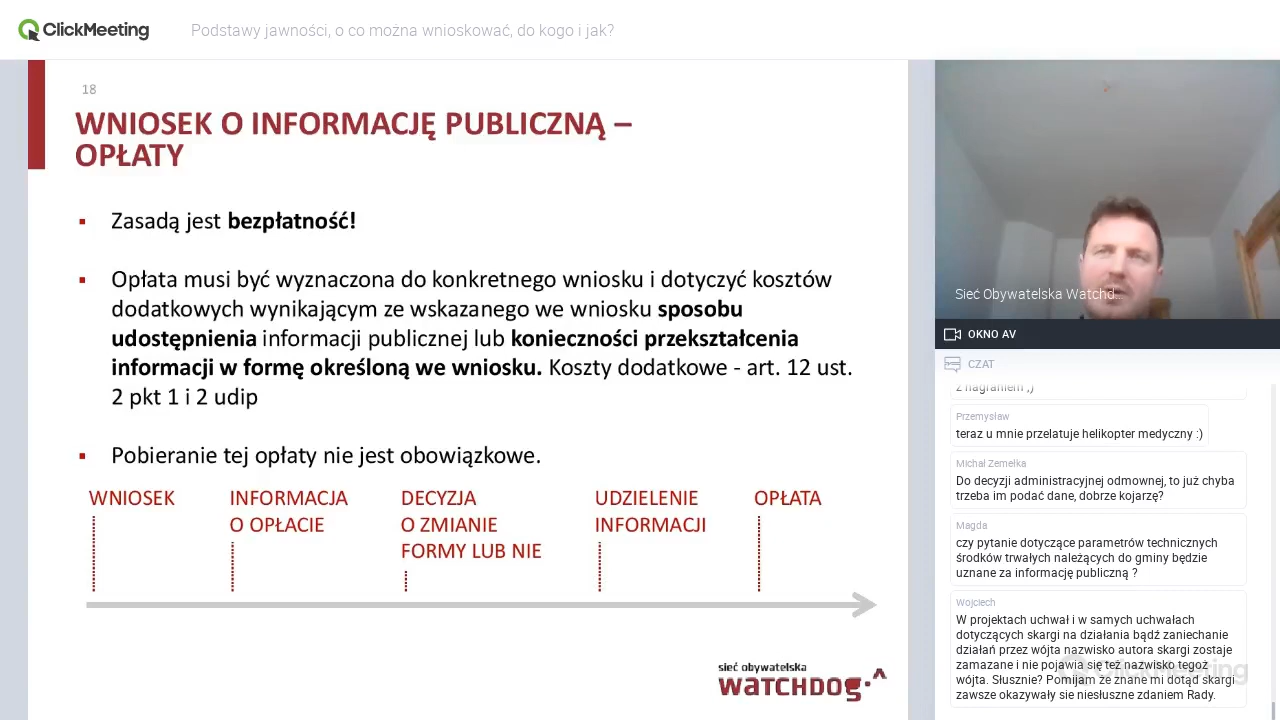 ClickMeeting
Podstawy jawności, o co można wnioskować, do kogo i jak?
18
WNIOSEK O INFORMACJĘ PUBLICZNĄ –
OPŁATY
▪ Zasadą jest bezpłatność!
▪ Opłata musi być wyznaczona do konkretnego wniosku i dotyczyć kosztów
dodatkowych wynikającym ze wskazanego we wniosku sposobu
udostępnienia informacji publicznej lub konieczności przekształcenia
informacji w formę określoną we wniosku. Koszty dodatkowe - art. 12 ust.
2 pkt 1 i 2 udip
▪ Pobieranie tej opłaty nie jest obowiązkowe.
WNIOSEK
INFORMACJA
O OPŁACIE
DECYZJA
O ZMIANIE
FORMY LUB NIE
UDZIELENIE
INFORMACJI
OPŁATA
sieć obywatelska
WATCHDOG
Sieć Obywatelska Watchd...
OKNO AV
CZAT
z nagraniem ;)
Przemysław
teraz u mnie przelatuje helikopter medyczny :)
Michał Zemełka
Do decyzji administracyjnej odmownej, to już chyba
trzeba im podać dane, dobrze kojarzę?
Magda
czy pytanie dotyczące parametrów technicznych
środków trwałych należących do gminy będzie
uznane za informację publiczną ?
Wojciech
W projektach uchwał i w samych uchwałach
dotyczących skargi na działania bądź zaniechanie
działań przez wójta nazwisko autora skargi zostaje
zamazane i nie pojawia się też nazwisko tegoż
wójta. Słusznie? Pomijam że znane mi dotąd skargi
zawsze okazywały sie niesłuszne zdaniem Rady.
ClickMeeting